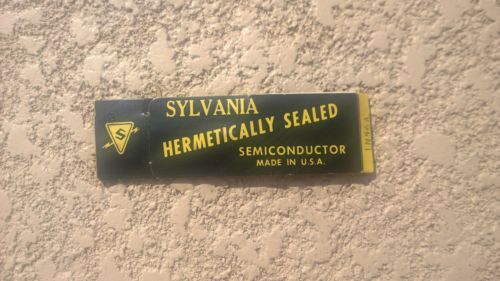 S
SYLVANIA
HERMETICALLY SEALED
SEMICONDUCTOR
MADE IN U.S.A.